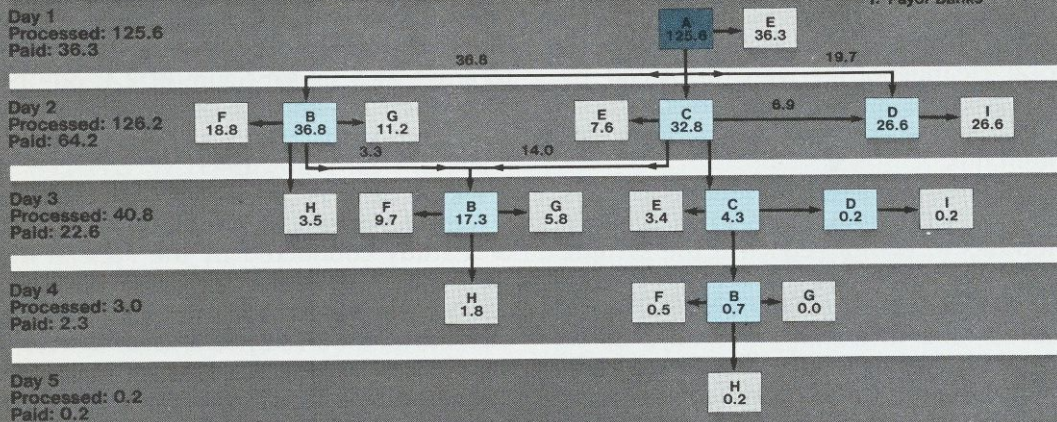 I. Payor Banks
Day 1
Processed: 125.6
Paid: 36.3
A
125.6
E
36.3
36.8
19.7
Day 2
Processed: 126.2
Paid: 64.2
F
18.8
B
36.8
G
11.2
E
7.6
C
32.8
6.9
D
26.6
I
26.6
3.3
14.0
Day 3
Processed: 40.8
Paid: 22.6
H
3.5
F
9.7
B
17.3
G
5.8
E
3.4
C
4.3
D
0.2
I
0.2
Day 4
Processed: 3.0
Paid: 2.3
H
1.8
F
0.5
B
0.7
G
0.0
Day 5
Processed: 0.2
Paid: 0.2
H
0.2